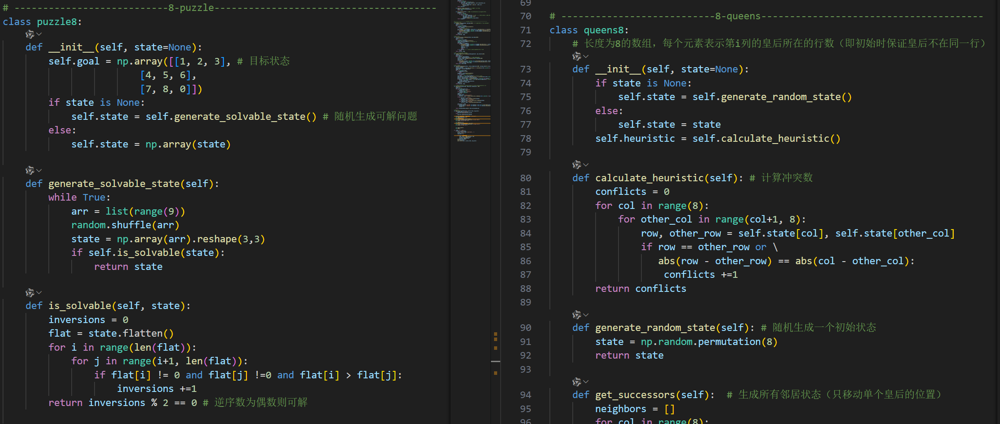 # ---------------------------8-puzzle---------------------------------------
class puzzle8:
    def __init__(self, state=None):
        self.goal = np.array([[1, 2, 3], # 目标状态
                        [4, 5, 6],
                        [7, 8, 0]])
        if state is None:
            self.state = self.generate_solvable_state() # 随机生成可解问题
        else:
            self.state = np.array(state)
    def generate_solvable_state(self):
        while True:
            arr = list(range(9))
            random.shuffle(arr)
            state = np.array(arr).reshape(3,3)
            if self.is_solvable(state):
                return state
    def is_solvable(self, state):
        inversions = 0
        flat = state.flatten()
        for i in range(len(flat)):
            for j in range(i+1, len(flat)):
                if flat[i] != 0 and flat[j] !=0 and flat[i] > flat[j]:
                    inversions +=1
        return inversions % 2 == 0 # 逆序数为偶数则可解
69
70 # ---------------------------8-queens---------------------------------------
71 class queens8:
72     # 长度为8的数组，每个元素表示第i列的皇后所在的行数（即初始时保证皇后不在同一行）
73     def __init__(self, state=None):
74         if state is None:
75             self.state = self.generate_random_state()
76         else:
77             self.state = state
78         self.heuristic = self.calculate_heuristic()
79
80     def calculate_heuristic(self): # 计算冲突数
81         conflicts = 0
82         for col in range(8):
83             for other_col in range(col+1, 8):
84                 row, other_row = self.state[col], self.state[other_col]
85                 if row == other_row or \
86                    abs(row - other_row) == abs(col - other_col):
87                     conflicts +=1
88         return conflicts
89
90     def generate_random_state(self): # 随机生成一个初始状态
91         state = np.random.permutation(8)
92         return state
93
94     def get_successors(self):  # 生成所有邻居状态（只移动单个皇后的位置）
95         neighbors = []
96         for col in range(8):